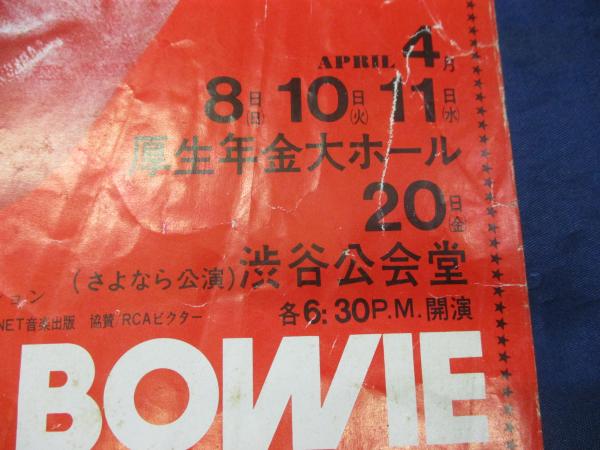 APRIL 4月
8日(日) 10日(火) 11日(水)
厚生年金大ホール
20日(金)
(さよなら公演)渋谷公会堂
ション
NET音楽出版 協賛/RCAビクター
各6:30P.M.開演
BOWIE